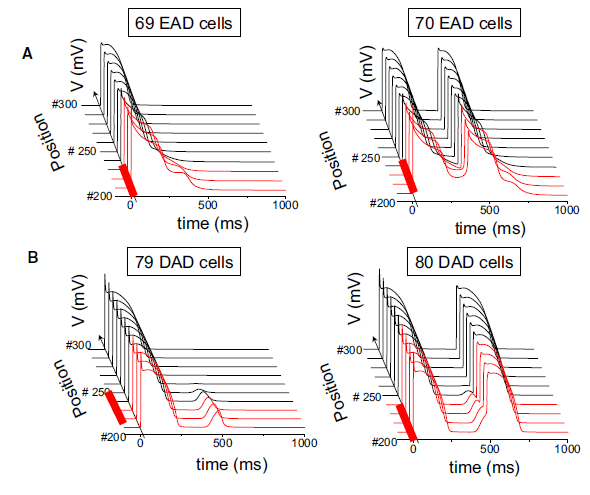 69 EAD cells
70 EAD cells
A
V (mV)
Position
#300
# 250
#200
0
500
1000
time (ms)
V (mV)
Position
#300
# 250
#200
0
500
1000
time (ms)
B
79 DAD cells
80 DAD cells
V (mV)
Position
#300
# 250
#200
0
500
1000
time (ms)
V (mV)
Position
#300
# 250
#200
0
500
1000
time (ms)